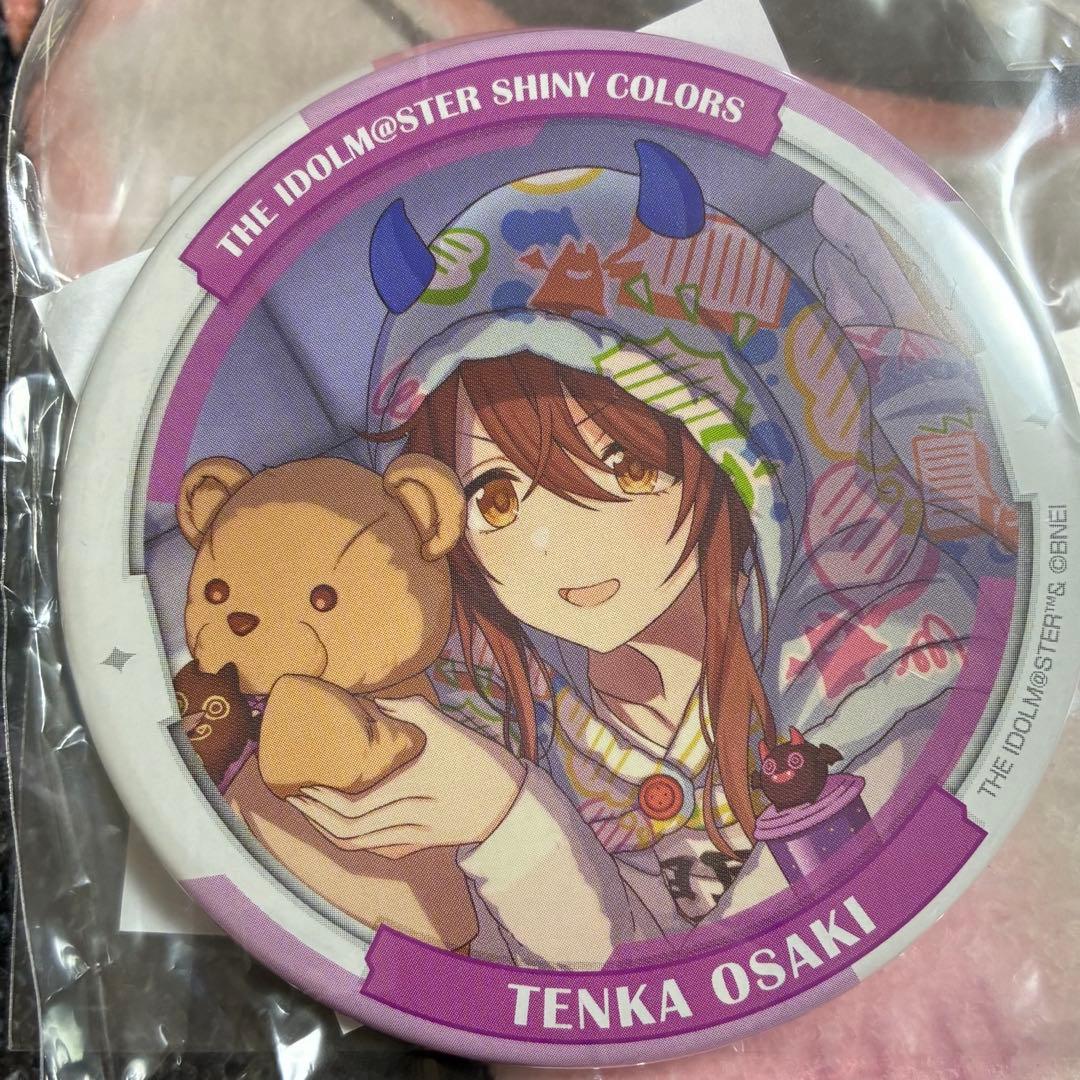 THE IDOLM@STER SHINY COLORS
THE IDOLM@STER™& ©BNEI
TENKA OSAKI